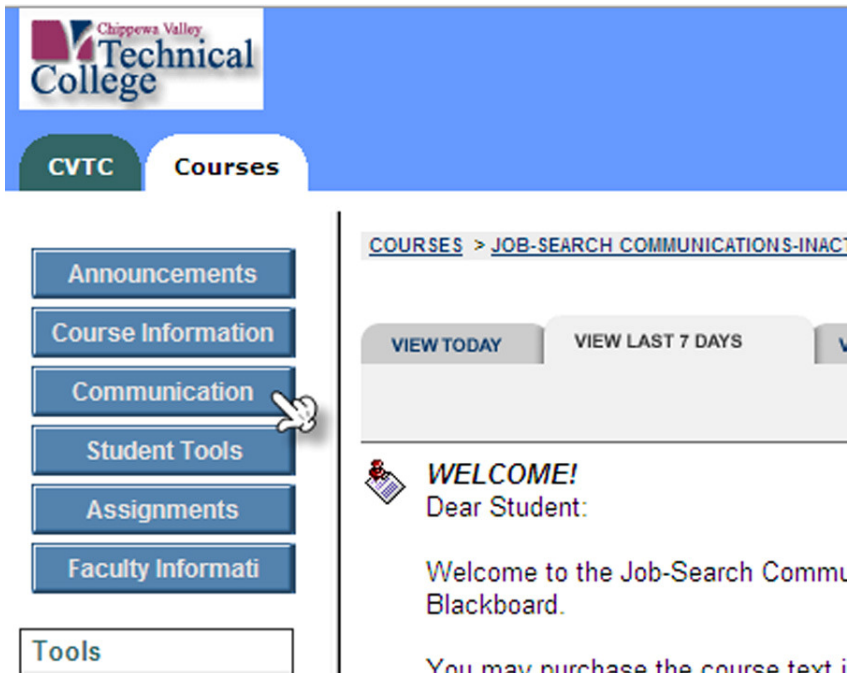 Chippewa Valley
Technical
College
CVTC
Courses
COURSES > JOB-SEARCH COMMUNICATIONS-INACT
Announcements
Course Information
Communication
Student Tools
Assignments
Faculty Informati
Tools
VIEW TODAY
VIEW LAST 7 DAYS
WELCOME!
Dear Student:
Welcome to the Job-Search Commu
Blackboard.
You may purchase the course text i